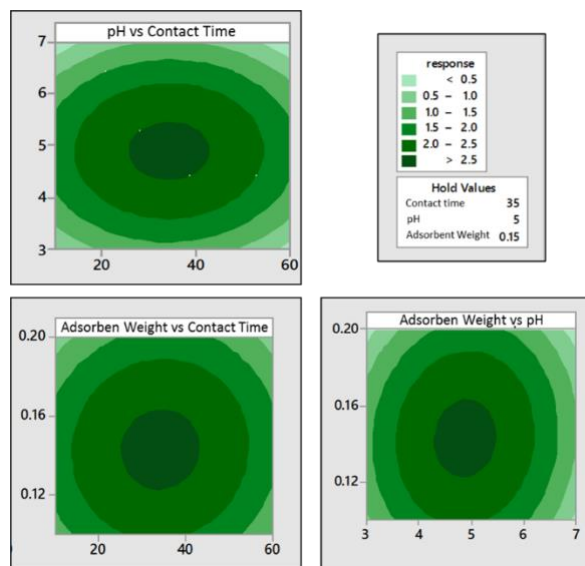 pH vs Contact Time
7
6
5
4
3
20 40 60
response
< 0.5
0.5 – 1.0
1.0 – 1.5
1.5 – 2.0
2.0 – 2.5
> 2.5
Hold Values
Contact time 35
pH 5
Adsorbent Weight 0.15
Adsorben Weight vs Contact Time
0.20
0.16
0.12
20 40 60
Adsorben Weight vs pH
0.20
0.16
0.12
3 4 5 6 7